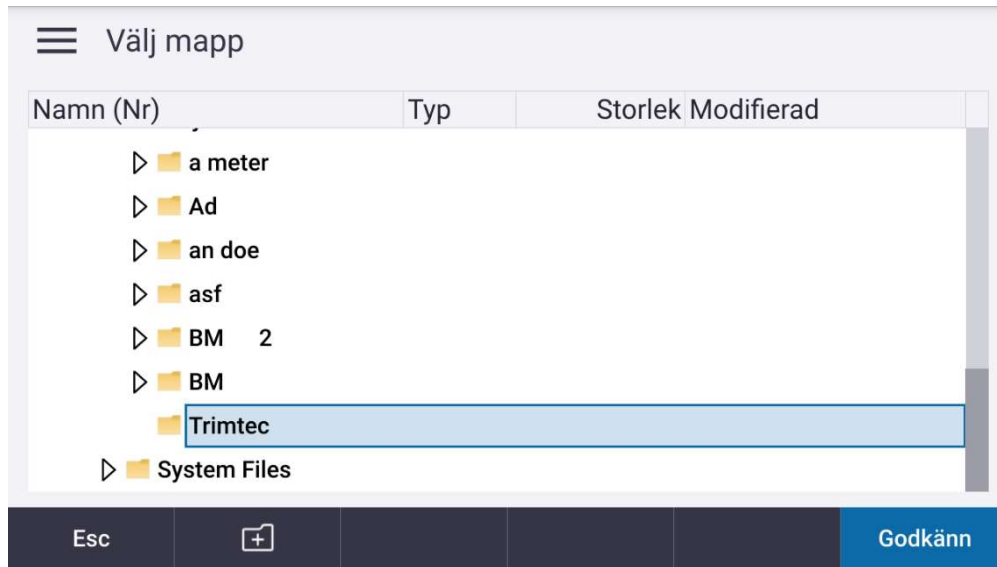 Välj mapp
Namn (Nr) Typ Storlek Modifierad
a meter
Ad
an doe
asf
BM 2
BM
Trimtec
System Files
Esc Godkänn